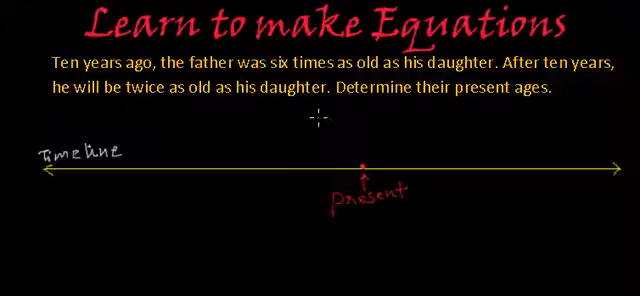 Learn to make Equations
Ten years ago, the father was six times as old as his daughter. After ten years,
he will be twice as old as his daughter. Determine their present ages.
Timeline
Present